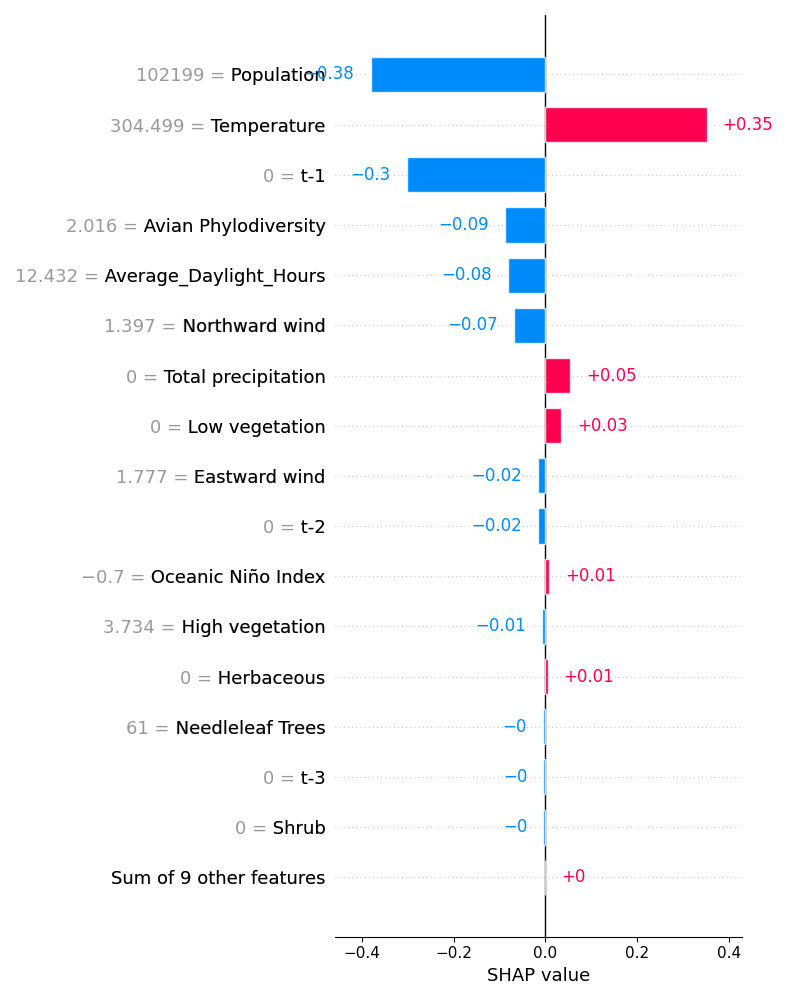 102199 = Population −0.38
304.499 = Temperature +0.35
0 = t-1 −0.3
2.016 = Avian Phylodiversity −0.09
12.432 = Average_Daylight_Hours −0.08
1.397 = Northward wind −0.07
0 = Total precipitation +0.05
0 = Low vegetation +0.03
1.777 = Eastward wind −0.02
0 = t-2 −0.02
−0.7 = Oceanic Niño Index +0.01
3.734 = High vegetation −0.01
0 = Herbaceous +0.01
61 = Needleleaf Trees −0
0 = t-3 −0
0 = Shrub −0
Sum of 9 other features +0
−0.4 −0.2 0.0 0.2 0.4
SHAP value